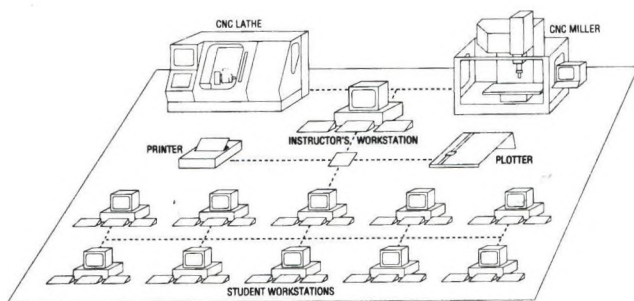 CNC LATHE
CNC MILLER
INSTRUCTOR'S, WORKSTATION
PRINTER
PLOTTER
STUDENT WORKSTATIONS